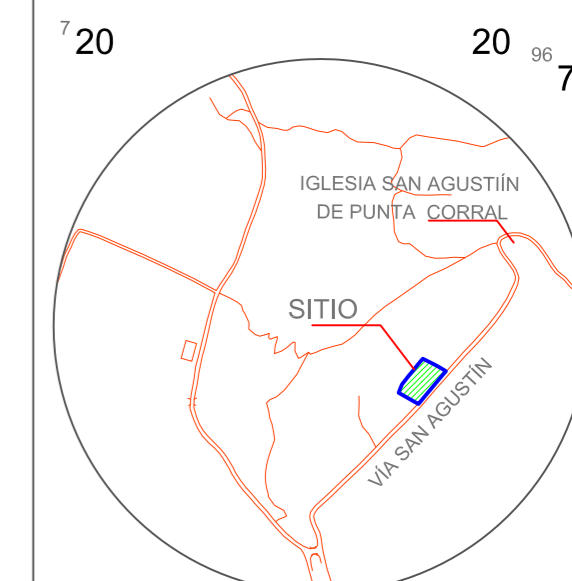 7 20
20 96 7
IGLESIA SAN AGUSTIÍN
DE PUNTA CORRAL
SITIO
VÍA SAN AGUSTÍN